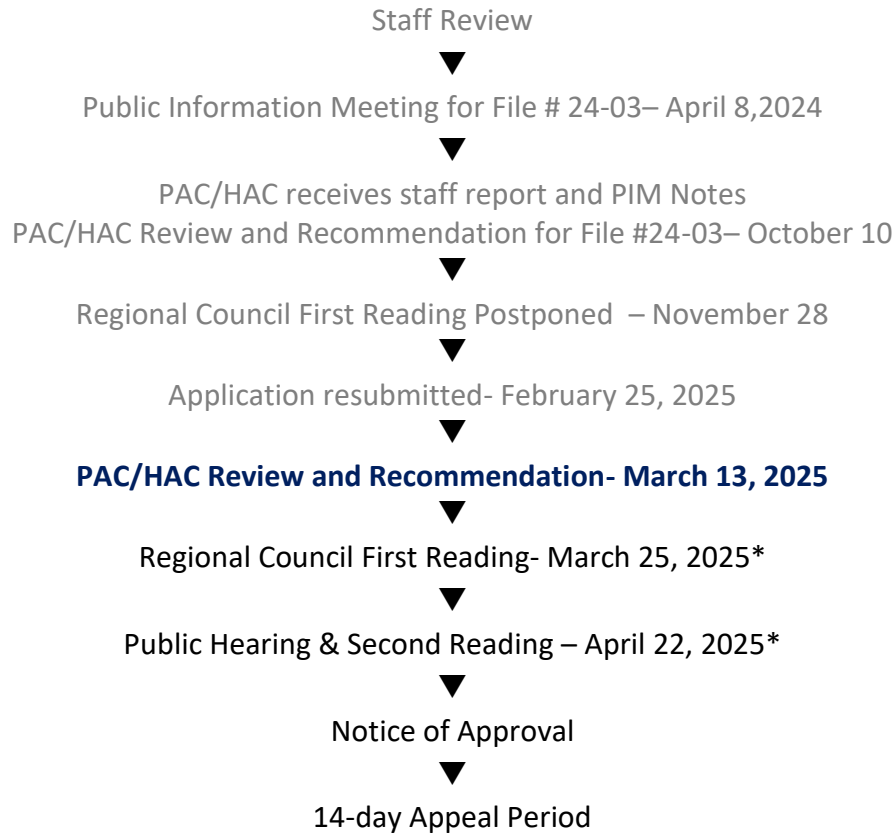 Staff Review
Public Information Meeting for File # 24-03– April 8,2024
PAC/HAC receives staff report and PIM Notes
PAC/HAC Review and Recommendation for File #24-03– October 10
Regional Council First Reading Postponed – November 28
Application resubmitted- February 25, 2025
PAC/HAC Review and Recommendation- March 13, 2025
Regional Council First Reading- March 25, 2025*
Public Hearing & Second Reading – April 22, 2025*
Notice of Approval
14-day Appeal Period